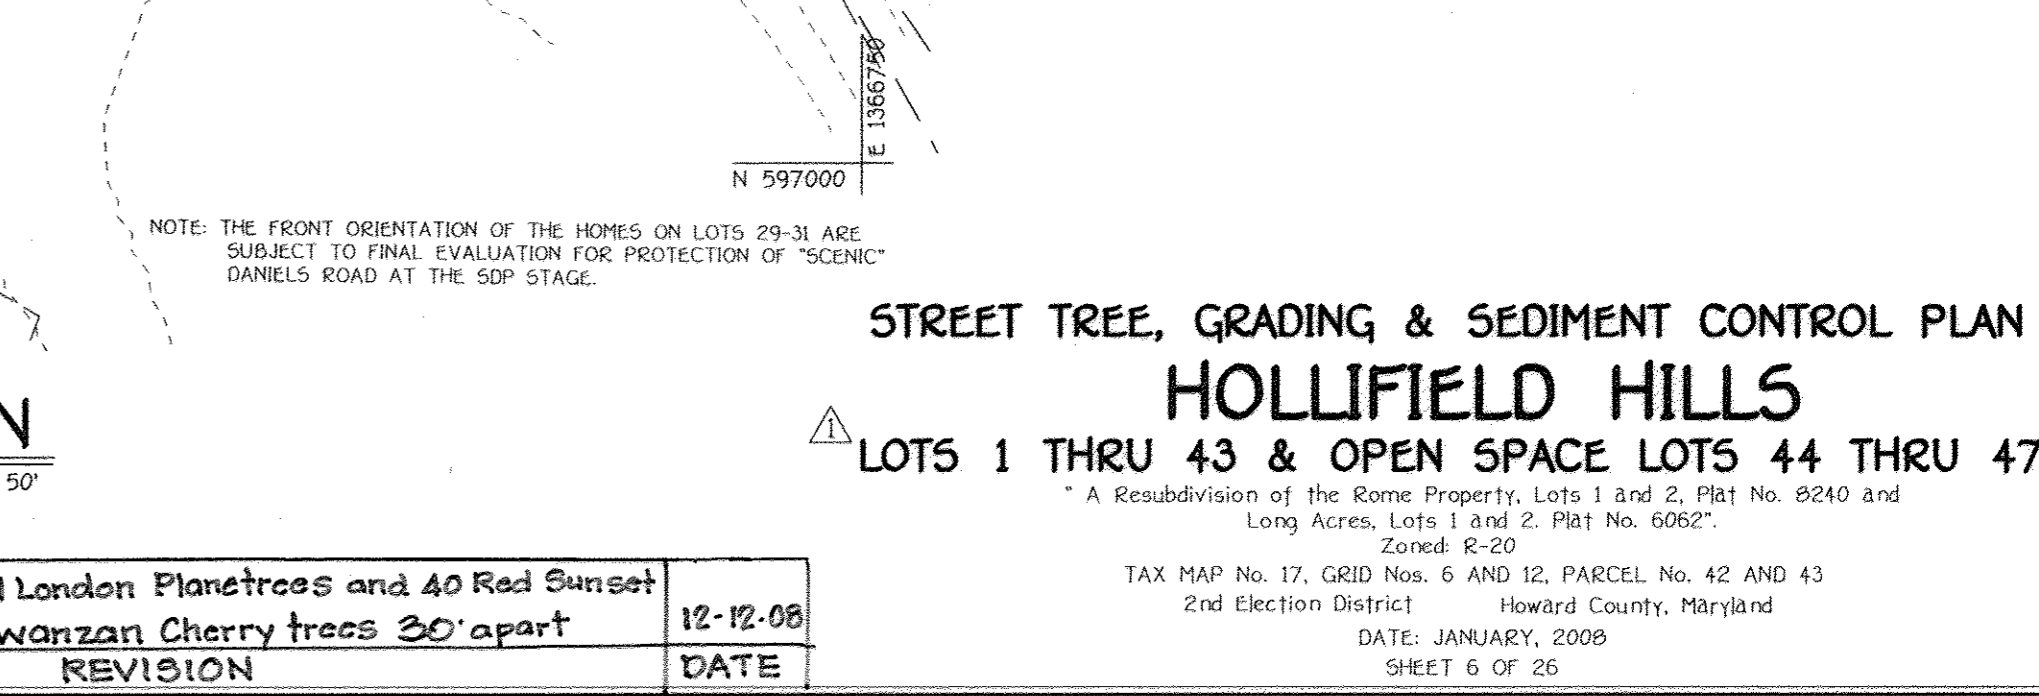 E 1366750
N 597000
NOTE: THE FRONT ORIENTATION OF THE HOMES ON LOTS 29-31 ARE
SUBJECT TO FINAL EVALUATION FOR PROTECTION OF "SCENIC"
DANIELS ROAD AT THE SDP STAGE.
N
50'
STREET TREE, GRADING & SEDIMENT CONTROL PLAN
HOLLIFIELD HILLS
1
LOTS 1 THRU 43 & OPEN SPACE LOTS 44 THRU 47
" A Resubdivision of the Rome Property, Lots 1 and 2, Plat No. 8240 and
Long Acres, Lots 1 and 2. Plat No. 6062".
Zoned: R-20
TAX MAP No. 17, GRID Nos. 6 AND 12, PARCEL No. 42 AND 43
2nd Election District Howard County, Maryland
DATE: JANUARY, 2008
SHEET 6 OF 26
London Planetrees and 40 Red Sunset
wanzan Cherry trees 30' apart
12-12-08
REVISION DATE